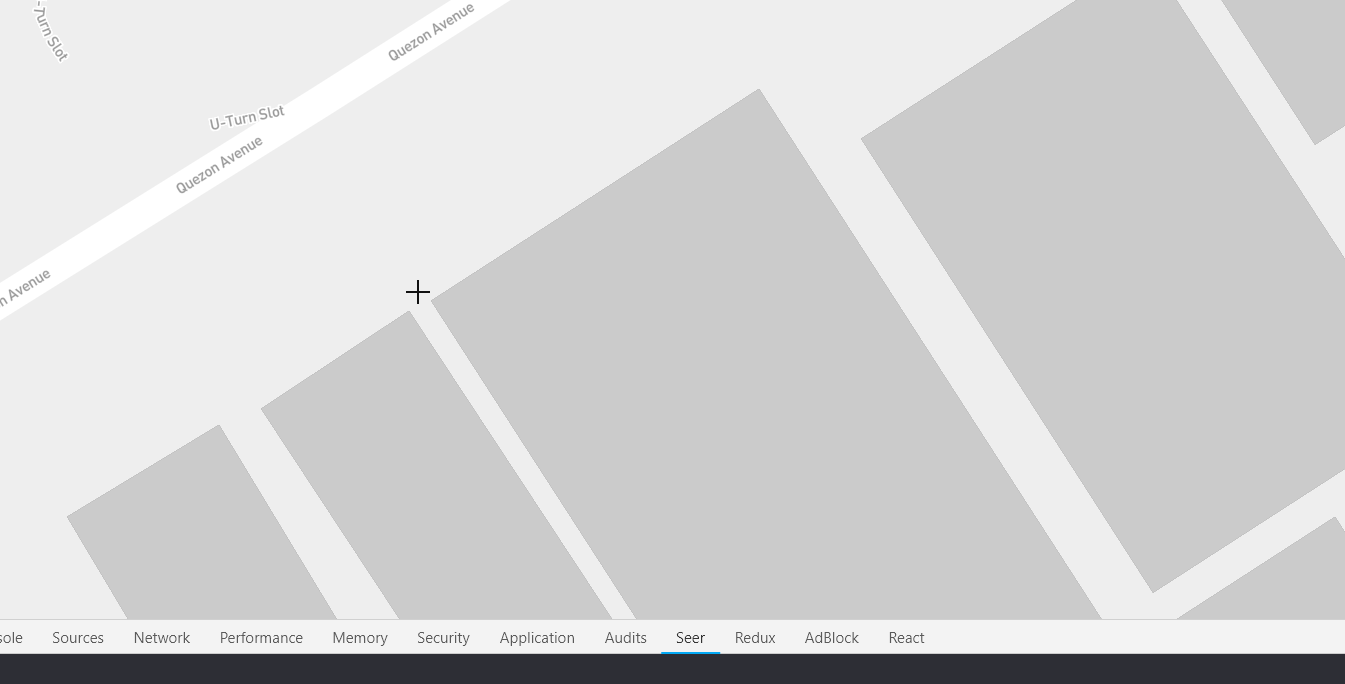 -Turn Slot
Quezon Avenue
U-Turn Slot
Quezon Avenue
n Avenue
sole Sources Network Performance Memory Security Application Audits Seer Redux AdBlock React